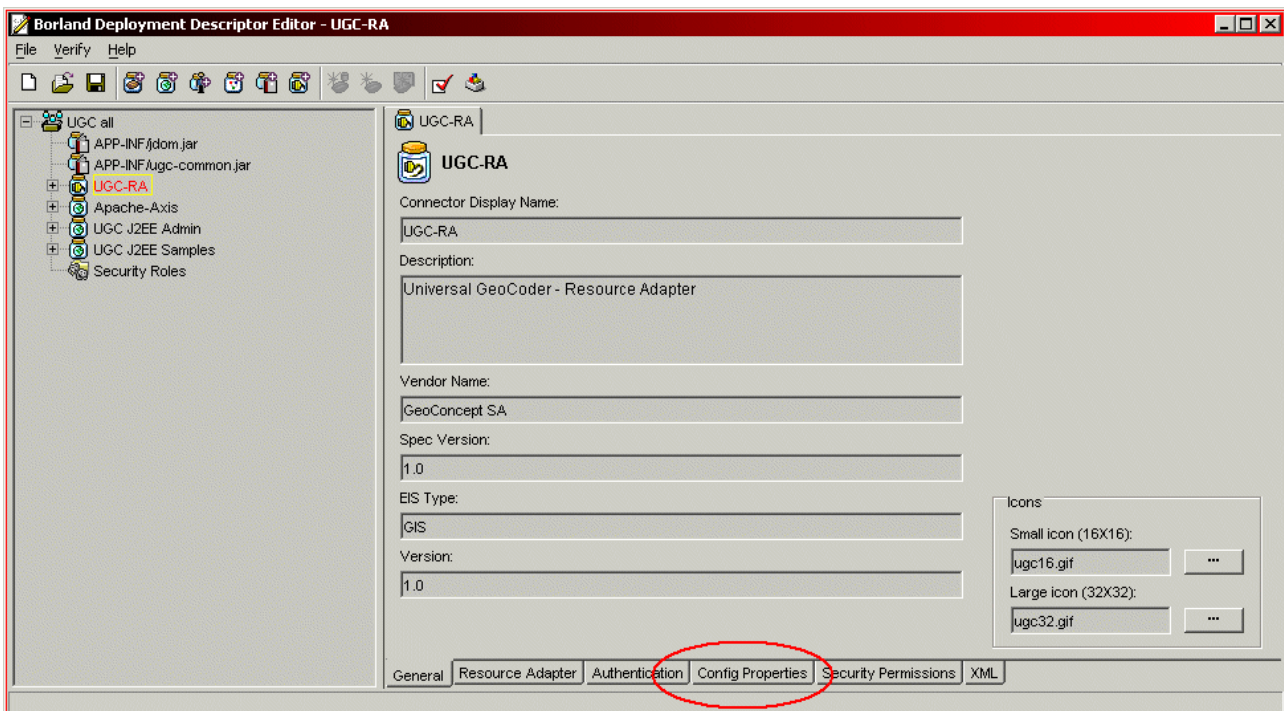 Borland Deployment Descriptor Editor - UGC-RA
File Verify Help
UGC all
APP-INF/jdom.jar
APP-INF/ugc-common.jar
UGC-RA
Apache-Axis
UGC J2EE Admin
UGC J2EE Samples
Security Roles
UGC-RA
UGC-RA
Connector Display Name:
UGC-RA
Description:
Universal GeoCoder - Resource Adapter
Vendor Name:
GeoConcept SA
Spec Version:
1.0
EIS Type:
GIS
Version:
1.0
Icons
Small icon (16X16):
ugc16.gif ...
Large icon (32X32):
ugc32.gif ...
General Resource Adapter Authentication Config Properties Security Permissions XML